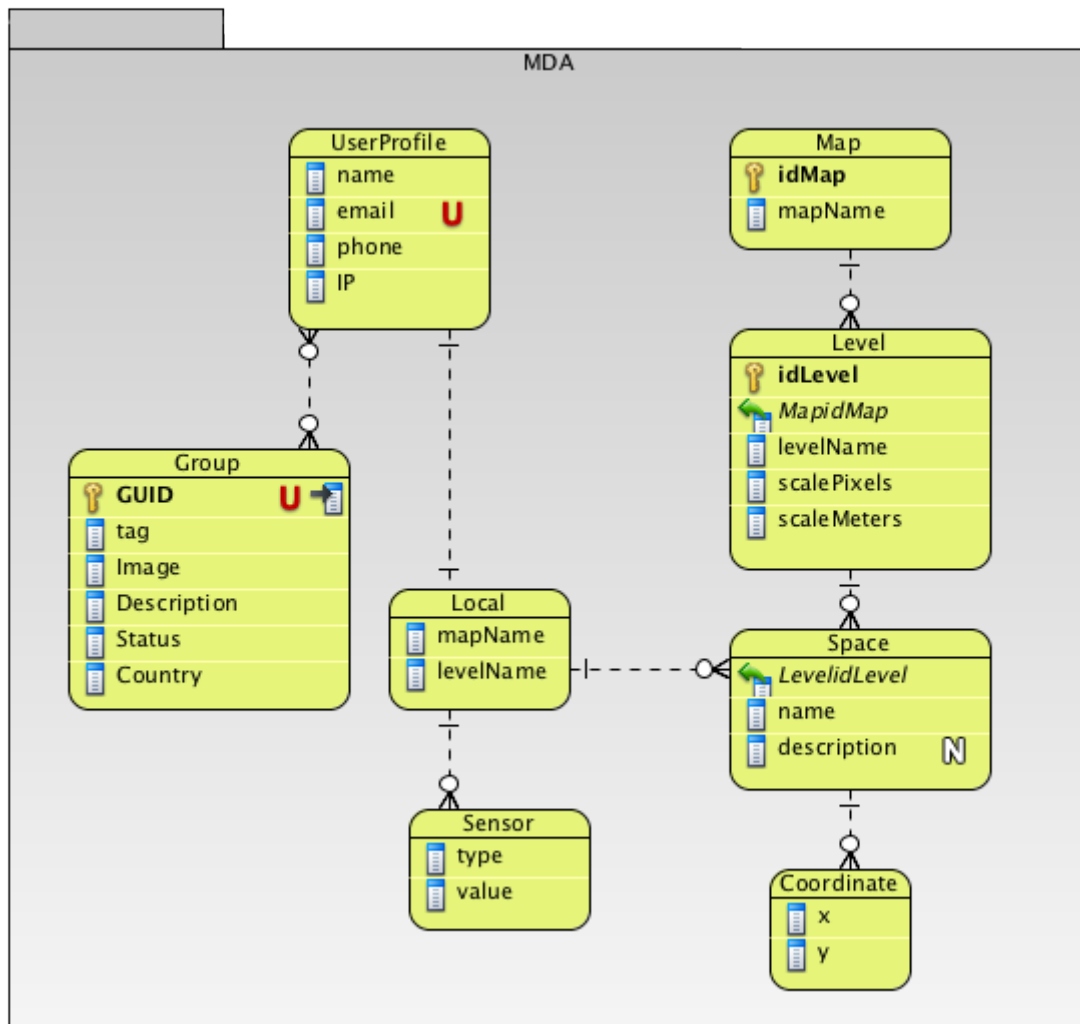 MDA
UserProfile
name
email U
phone
IP
Map
idMap
mapName
Level
idLevel
MapidMap
levelName
scalePixels
scaleMeters
Group
GUID U
tag
Image
Description
Status
Country
Local
mapName
levelName
Space
LevelidLevel
name
description N
Sensor
type
value
Coordinate
x
y